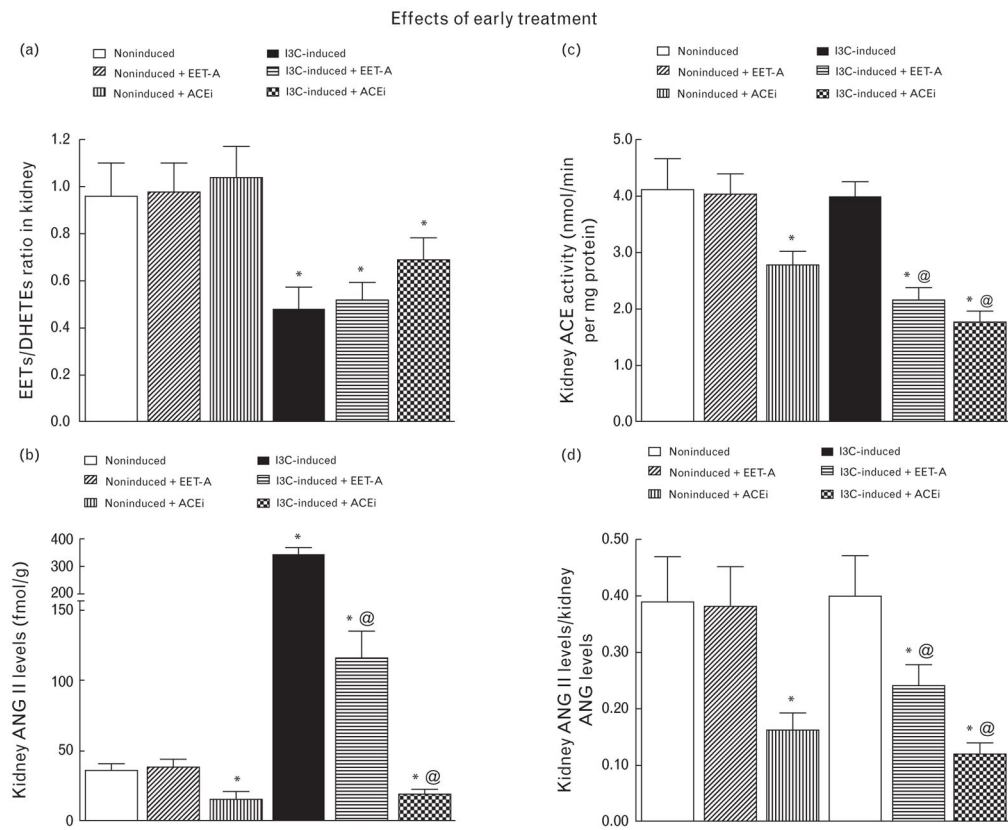 Effects of early treatment
(a)
Noninduced
I3C-induced
Noninduced + EET-A
I3C-induced + EET-A
Noninduced + ACEi
I3C-induced + ACEi
EETs/DHETEs ratio in kidney
1.2
1.0
0.8
0.6
0.4
0.2
0.0
*
*
*
(c)
Noninduced
I3C-induced
Noninduced + EET-A
I3C-induced + EET-A
Noninduced + ACEi
I3C-induced + ACEi
Kidney ACE activity (nmol/min
per mg protein)
5.0
4.0
3.0
2.0
1.0
0.0
*
* @
* @
(b)
Noninduced
I3C-induced
Noninduced + EET-A
I3C-induced + EET-A
Noninduced + ACEi
I3C-induced + ACEi
Kidney ANG II levels (fmol/g)
400
300
200
150
100
50
0
*
*
* @
* @
(d)
Noninduced
I3C-induced
Noninduced + EET-A
I3C-induced + EET-A
Noninduced + ACEi
I3C-induced + ACEi
Kidney ANG II levels/kidney
ANG levels
0.50
0.40
0.30
0.20
0.10
0.00
*
* @
* @